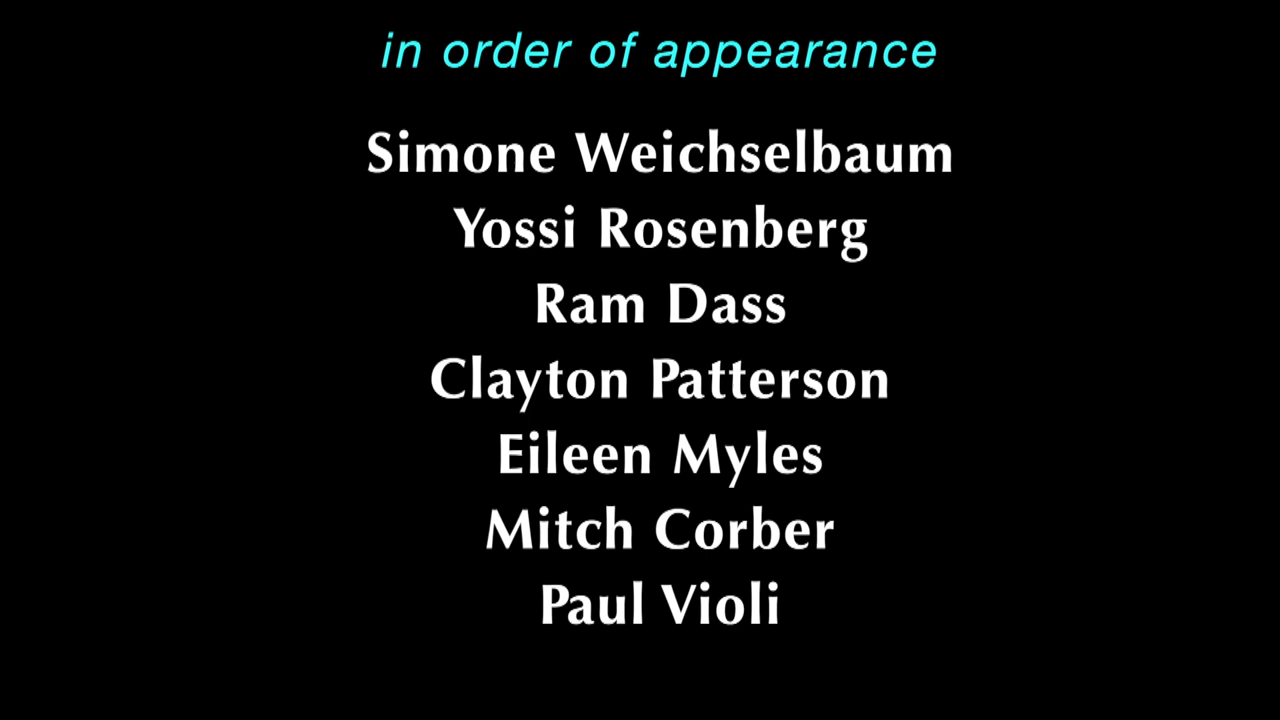 in order of appearance
Simone Weichselbaum
Yossi Rosenberg
Ram Dass
Clayton Patterson
Eileen Myles
Mitch Corber
Paul Violi